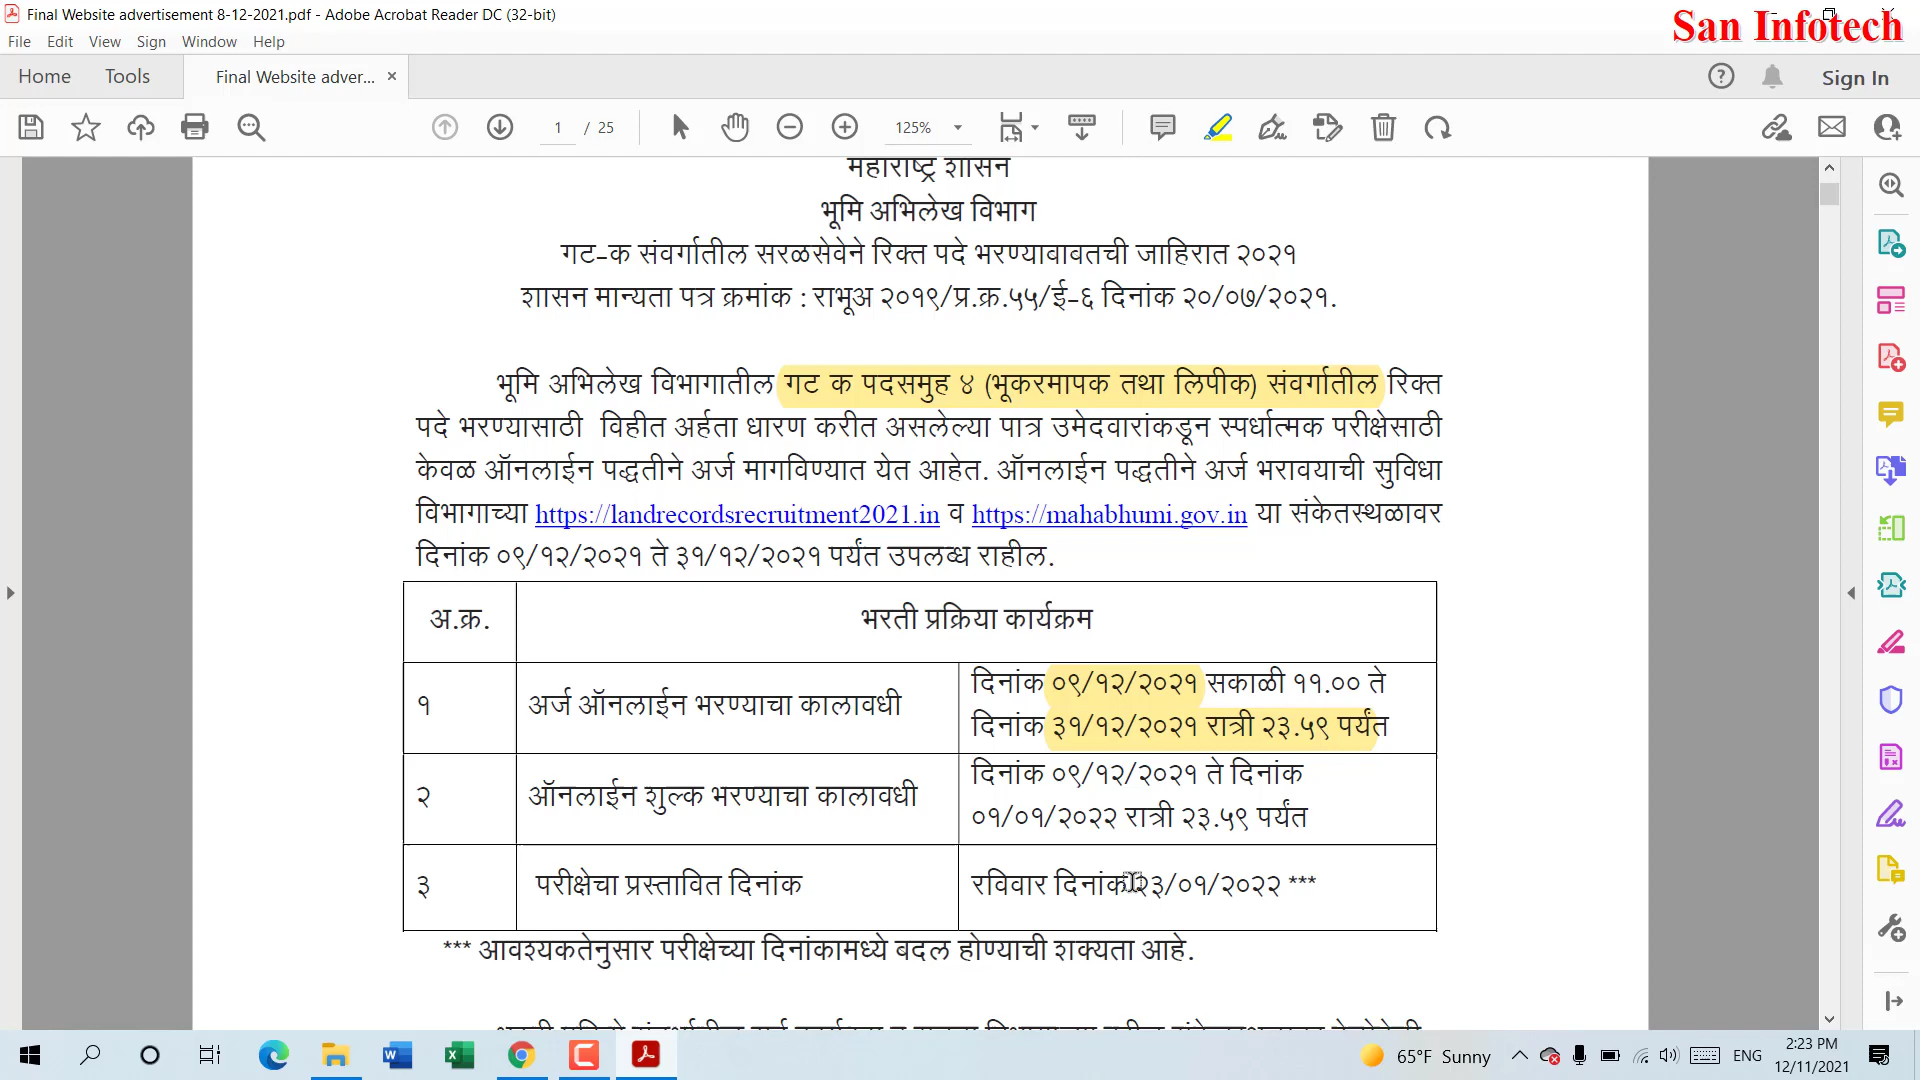 Final Website advertisement 8-12-2021.pdf - Adobe Acrobat Reader DC (32-bit)
San Infotech
File Edit View Sign Window Help
Home Tools Final Website adver... × Sign In
1 / 25 125%
महाराष्ट्र शासन
भूमि अभिलेख विभाग
गट-क संवर्गातील सरळसेवेने रिक्त पदे भरण्यावावतची जाहिरात २०२१
शासन मान्यता पत्र क्रमांक : राभूअ २०१९/प्र.क्र.५५/ई-६ दिनांक २०/०७/२०२१.
भूमि अभिलेख विभागातील गट क पदसमुह ४ (भूकरमापक तथा लिपीक) संवर्गातील रिक्त
पदे भरण्यासाठी विहीत अर्हता धारण करीत असलेल्या पात्र उमेदवारांकडून स्पर्धात्मक परीक्षेसाठी
केवळ ऑनलाईन पद्धतीने अर्ज मागविण्यात येत आहेत. ऑनलाईन पद्धतीने अर्ज भरावयाची सुविधा
विभागाच्या https://landrecordsrecruitment2021.in व https://mahabhumi.gov.in या संकेतस्थळावर
दिनांक ०९/१२/२०२१ ते ३१/१२/२०२१ पर्यंत उपलव्ध राहील.
अ.क्र. भरती प्रक्रिया कार्यक्रम
१ अर्ज ऑनलाईन भरण्याचा कालावधी दिनांक ०९/१२/२०२१ सकाळी ११.०० ते
दिनांक ३१/१२/२०२१ रात्री २३.५९ पर्यंत
२ ऑनलाईन शुल्क भरण्याचा कालावधी दिनांक ०९/१२/२०२१ ते दिनांक
०१/०१/२०२२ रात्री २३.५९ पर्यंत
३ परीक्षेचा प्रस्तावित दिनांक रविवार दिनांक २३/०१/२०२२ ***
*** आवश्यकतेनुसार परीक्षेच्या दिनांकामध्ये बदल होण्याची शक्यता आहे.
65°F Sunny ENG 2:23 PM
12/11/2021